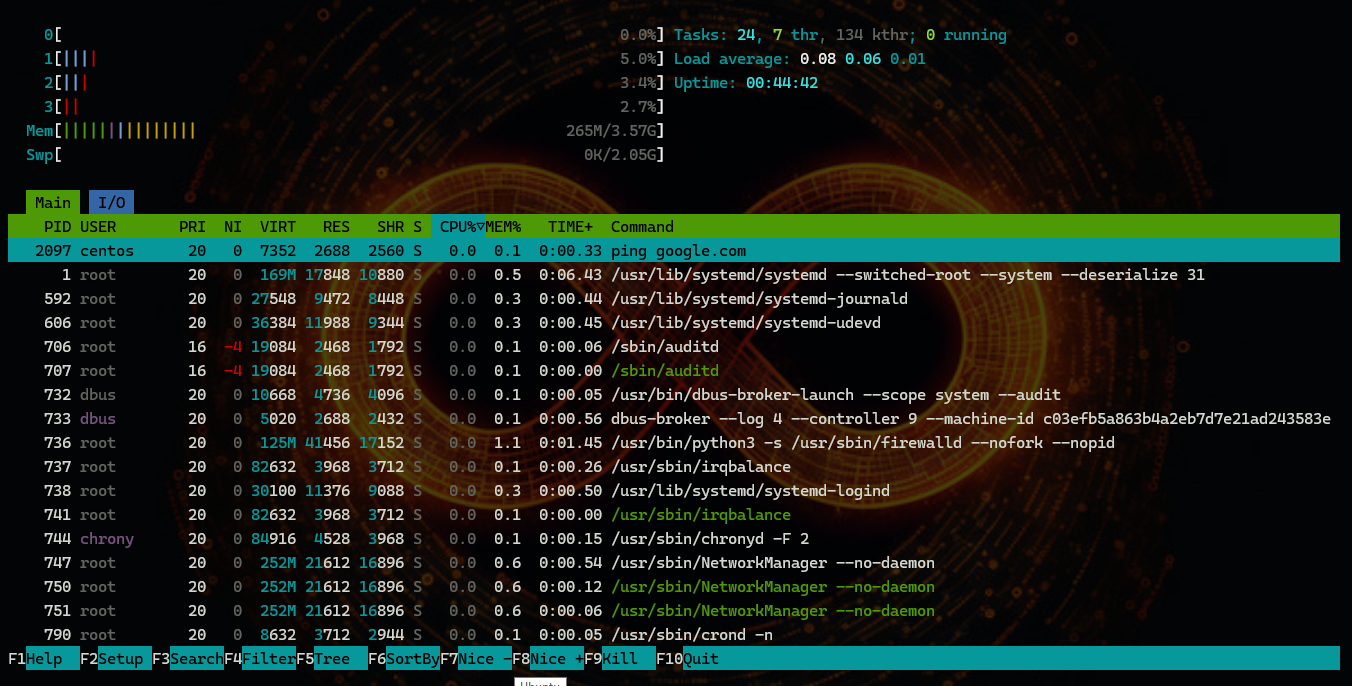 0[ 0.0%] Tasks: 24, 7 thr, 134 kthr; 0 running
1[|||| 5.0%] Load average: 0.08 0.06 0.01
2[||| 3.4%] Uptime: 00:44:42
3[|| 2.7%]
Mem[||||||||||||||| 265M/3.57G]
Swp[ 0K/2.05G]
Main I/O
PID USER PRI NI VIRT RES SHR S CPU%▽MEM% TIME+ Command
2097 centos 20 0 7352 2688 2560 S 0.0 0.1 0:00.33 ping google.com
1 root 20 0 169M 17848 10880 S 0.0 0.5 0:06.43 /usr/lib/systemd/systemd --switched-root --system --deserialize 31
592 root 20 0 27548 9472 8448 S 0.0 0.3 0:00.44 /usr/lib/systemd/systemd-journald
606 root 20 0 36384 11988 9344 S 0.0 0.3 0:00.45 /usr/lib/systemd/systemd-udevd
706 root 16 -4 19084 2468 1792 S 0.0 0.1 0:00.06 /sbin/auditd
707 root 16 -4 19084 2468 1792 S 0.0 0.1 0:00.00 /sbin/auditd
732 dbus 20 0 10668 4736 4096 S 0.0 0.1 0:00.05 /usr/bin/dbus-broker-launch --scope system --audit
733 dbus 20 0 5020 2688 2432 S 0.0 0.1 0:00.56 dbus-broker --log 4 --controller 9 --machine-id c03efb5a863b4a2eb7d7e21ad243583e
736 root 20 0 125M 41456 17152 S 0.0 1.1 0:01.45 /usr/bin/python3 -s /usr/sbin/firewalld --nofork --nopid
737 root 20 0 82632 3968 3712 S 0.0 0.1 0:00.26 /usr/sbin/irqbalance
738 root 20 0 30100 11376 9088 S 0.0 0.3 0:00.50 /usr/lib/systemd/systemd-logind
741 root 20 0 82632 3968 3712 S 0.0 0.1 0:00.00 /usr/sbin/irqbalance
744 chrony 20 0 84916 4528 3968 S 0.0 0.1 0:00.15 /usr/sbin/chronyd -F 2
747 root 20 0 252M 21612 16896 S 0.0 0.6 0:00.54 /usr/sbin/NetworkManager --no-daemon
750 root 20 0 252M 21612 16896 S 0.0 0.6 0:00.12 /usr/sbin/NetworkManager --no-daemon
751 root 20 0 252M 21612 16896 S 0.0 0.6 0:00.06 /usr/sbin/NetworkManager --no-daemon
790 root 20 0 8632 3712 2944 S 0.0 0.1 0:00.05 /usr/sbin/crond -n
F1Help F2Setup F3SearchF4FilterF5Tree F6SortByF7Nice -F8Nice +F9Kill F10Quit